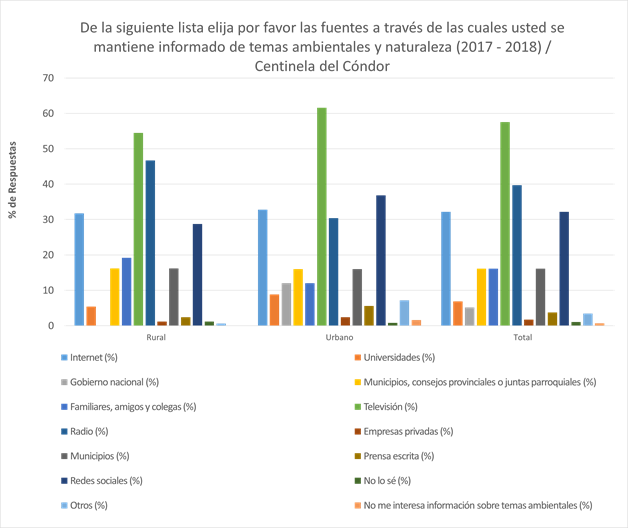 De la siguiente lista elija por favor las fuentes a través de las cuales usted se
mantiene informado de temas ambientales y naturaleza (2017 - 2018) /
Centinela del Cóndor
% de Respuestas
70
60
50
40
30
20
10
0
Rural
Urbano
Total
Internet (%)
Universidades (%)
Gobierno nacional (%)
Municipios, consejos provinciales o juntas parroquiales (%)
Familiares, amigos y colegas (%)
Televisión (%)
Radio (%)
Empresas privadas (%)
Municipios (%)
Prensa escrita (%)
Redes sociales (%)
No lo sé (%)
Otros (%)
No me interesa información sobre temas ambientales (%)